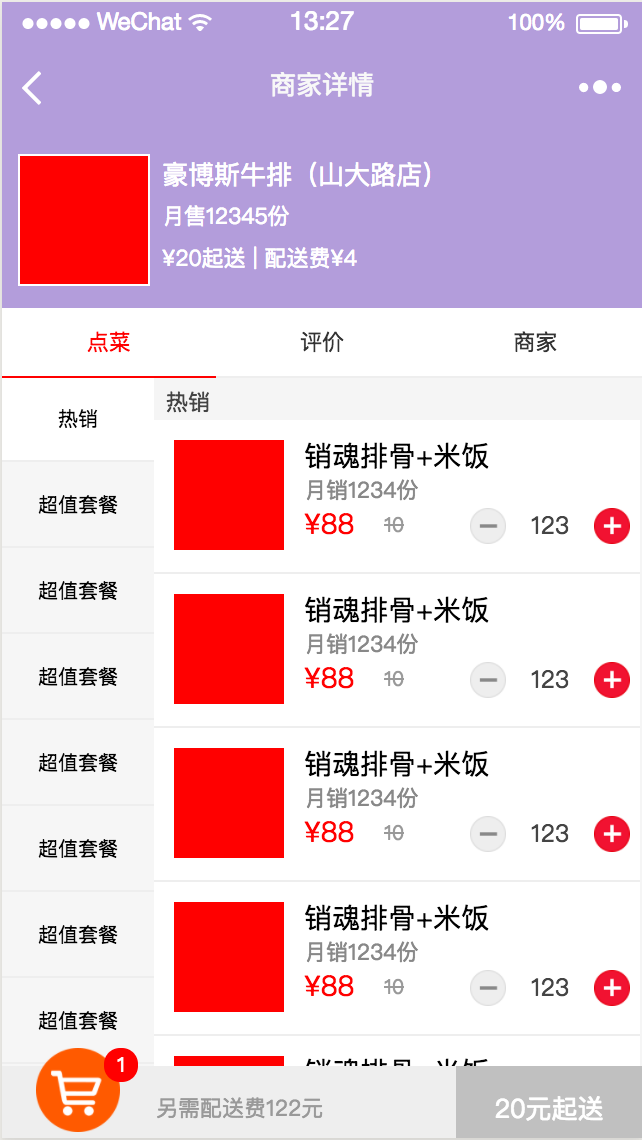 WeChat 13:27 100%
商家详情
豪博斯牛排（山大路店）
月售12345份
¥20起送 | 配送费¥4
点菜 评价 商家
热销
超值套餐
超值套餐
超值套餐
超值套餐
超值套餐
超值套餐
超值套餐
热销
销魂排骨+米饭
月销1234份
¥88 10 123
销魂排骨+米饭
月销1234份
¥88 10 123
销魂排骨+米饭
月销1234份
¥88 10 123
销魂排骨+米饭
月销1234份
¥88 10 123
1
另需配送费122元
20元起送